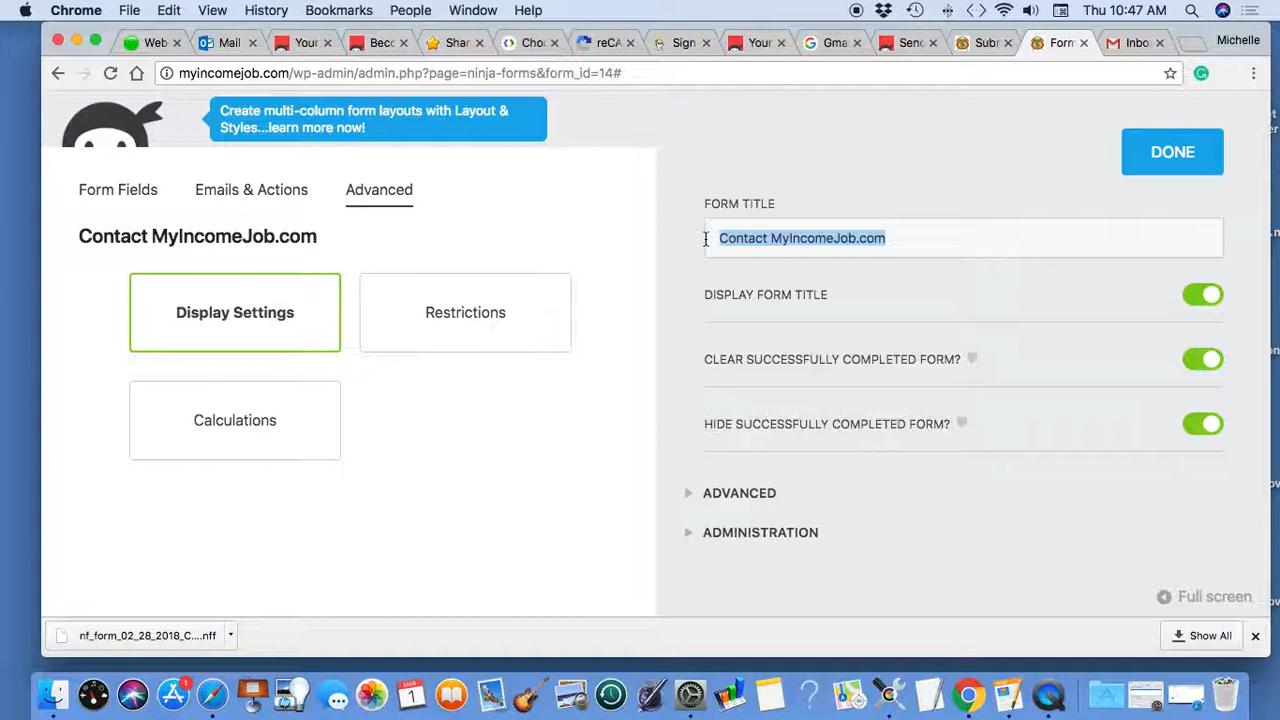 Chrome File Edit View History Bookmarks People Window Help Thu 10:47 AM
Web Mail Your Beco Shar Choo reCA Sign Your Gma Senc Subm Form Inbo Michelle
myincomejob.com/wp-admin/admin.php?page=ninja-forms&form_id=14#
Create multi-column form layouts with Layout &
Styles...learn more now!
DONE
Form Fields Emails & Actions Advanced
FORM TITLE
Contact MyIncomeJob.com
Contact MyIncomeJob.com
DISPLAY FORM TITLE
Display Settings Restrictions
CLEAR SUCCESSFULLY COMPLETED FORM?
Calculations
HIDE SUCCESSFULLY COMPLETED FORM?
ADVANCED
ADMINISTRATION
Full screen
nf_form_02_28_2018_C....nff Show All